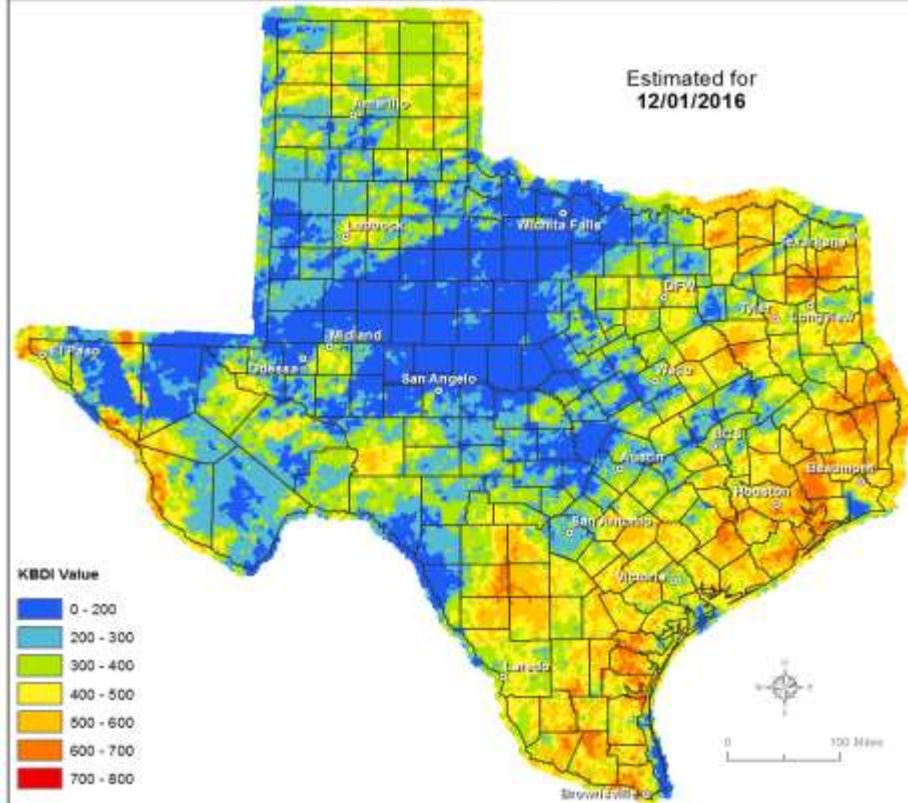 Estimated for
12/01/2016
Amarillo
Lubbock
Wichita Falls
Texarkana
DFW
Tyler
Longview
El Paso
Midland
Odessa
San Angelo
Waco
BCS
Austin
Beaumont
Houston
San Antonio
Victoria
Laredo
Brownsville
KBDI Value
0 - 200
200 - 300
300 - 400
400 - 500
500 - 600
600 - 700
700 - 800
0 100 Miles